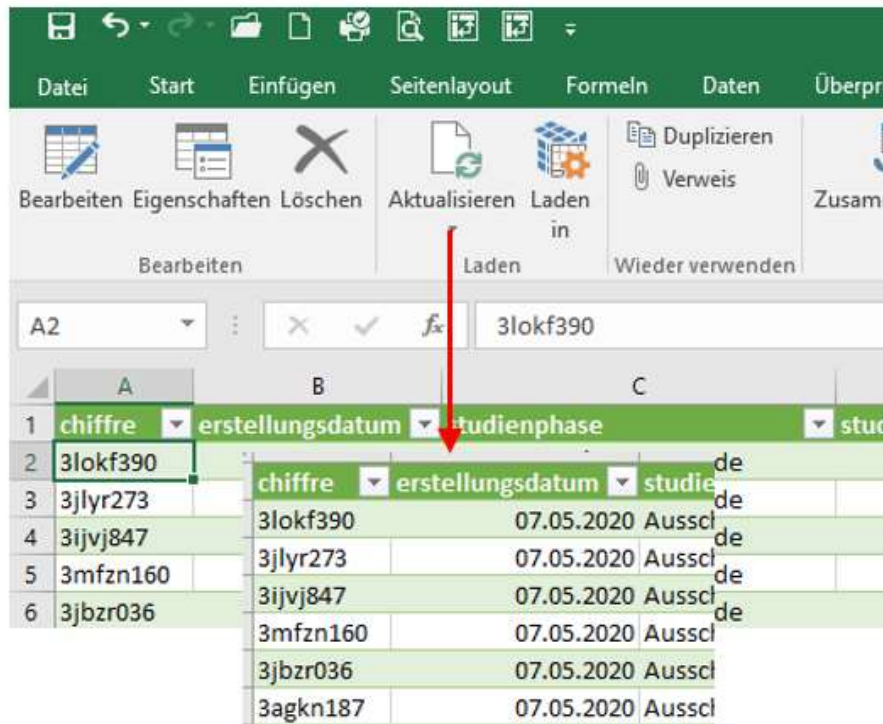 Datei Start Einfügen Seitenlayout Formeln Daten Überpr
Duplizieren
Verweis
Bearbeiten Eigenschaften Löschen Aktualisieren Laden in Zusam
Bearbeiten Laden Wieder verwenden
A2 fx 3lokf390
A B C
1 chiffre erstellungsdatum studienphase stud
2 3lokf390 de
3 3jlyr273 de
4 3ijvj847 de
5 3mfzn160 de
6 3jbzr036 de
chiffre erstellungsdatum studie
3lokf390 07.05.2020 Aussch
3jlyr273 07.05.2020 Aussch
3ijvj847 07.05.2020 Aussch
3mfzn160 07.05.2020 Aussch
3jbzr036 07.05.2020 Aussch
3agkn187 07.05.2020 Aussch